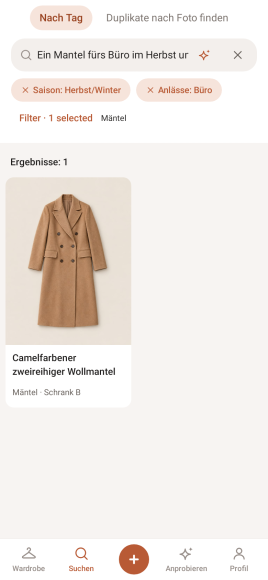 Nach Tag
Duplikate nach Foto finden
Ein Mantel fürs Büro im Herbst ur
Saison: Herbst/Winter
Anlässe: Büro
Filter · 1 selected
Mäntel
Ergebnisse: 1
Camelfarbener
zweireihiger Wollmantel
Mäntel · Schrank B
Wardrobe
Suchen
Anprobieren
Profil